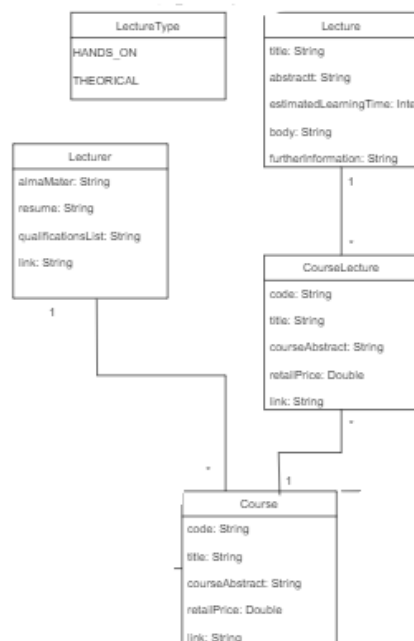 LectureType
HANDS_ON
THEORICAL
Lecture
title: String
abstractt: String
estimatedLearningTime: Inte
body: String
furtherInformation: String
1
*
Lecturer
almaMater: String
resume: String
qualificationsList: String
link: String
1
*
CourseLecture
code: String
title: String
courseAbstract: String
retailPrice: Double
link: String
*
1
Course
code: String
title: String
courseAbstract: String
retailPrice: Double
link: String